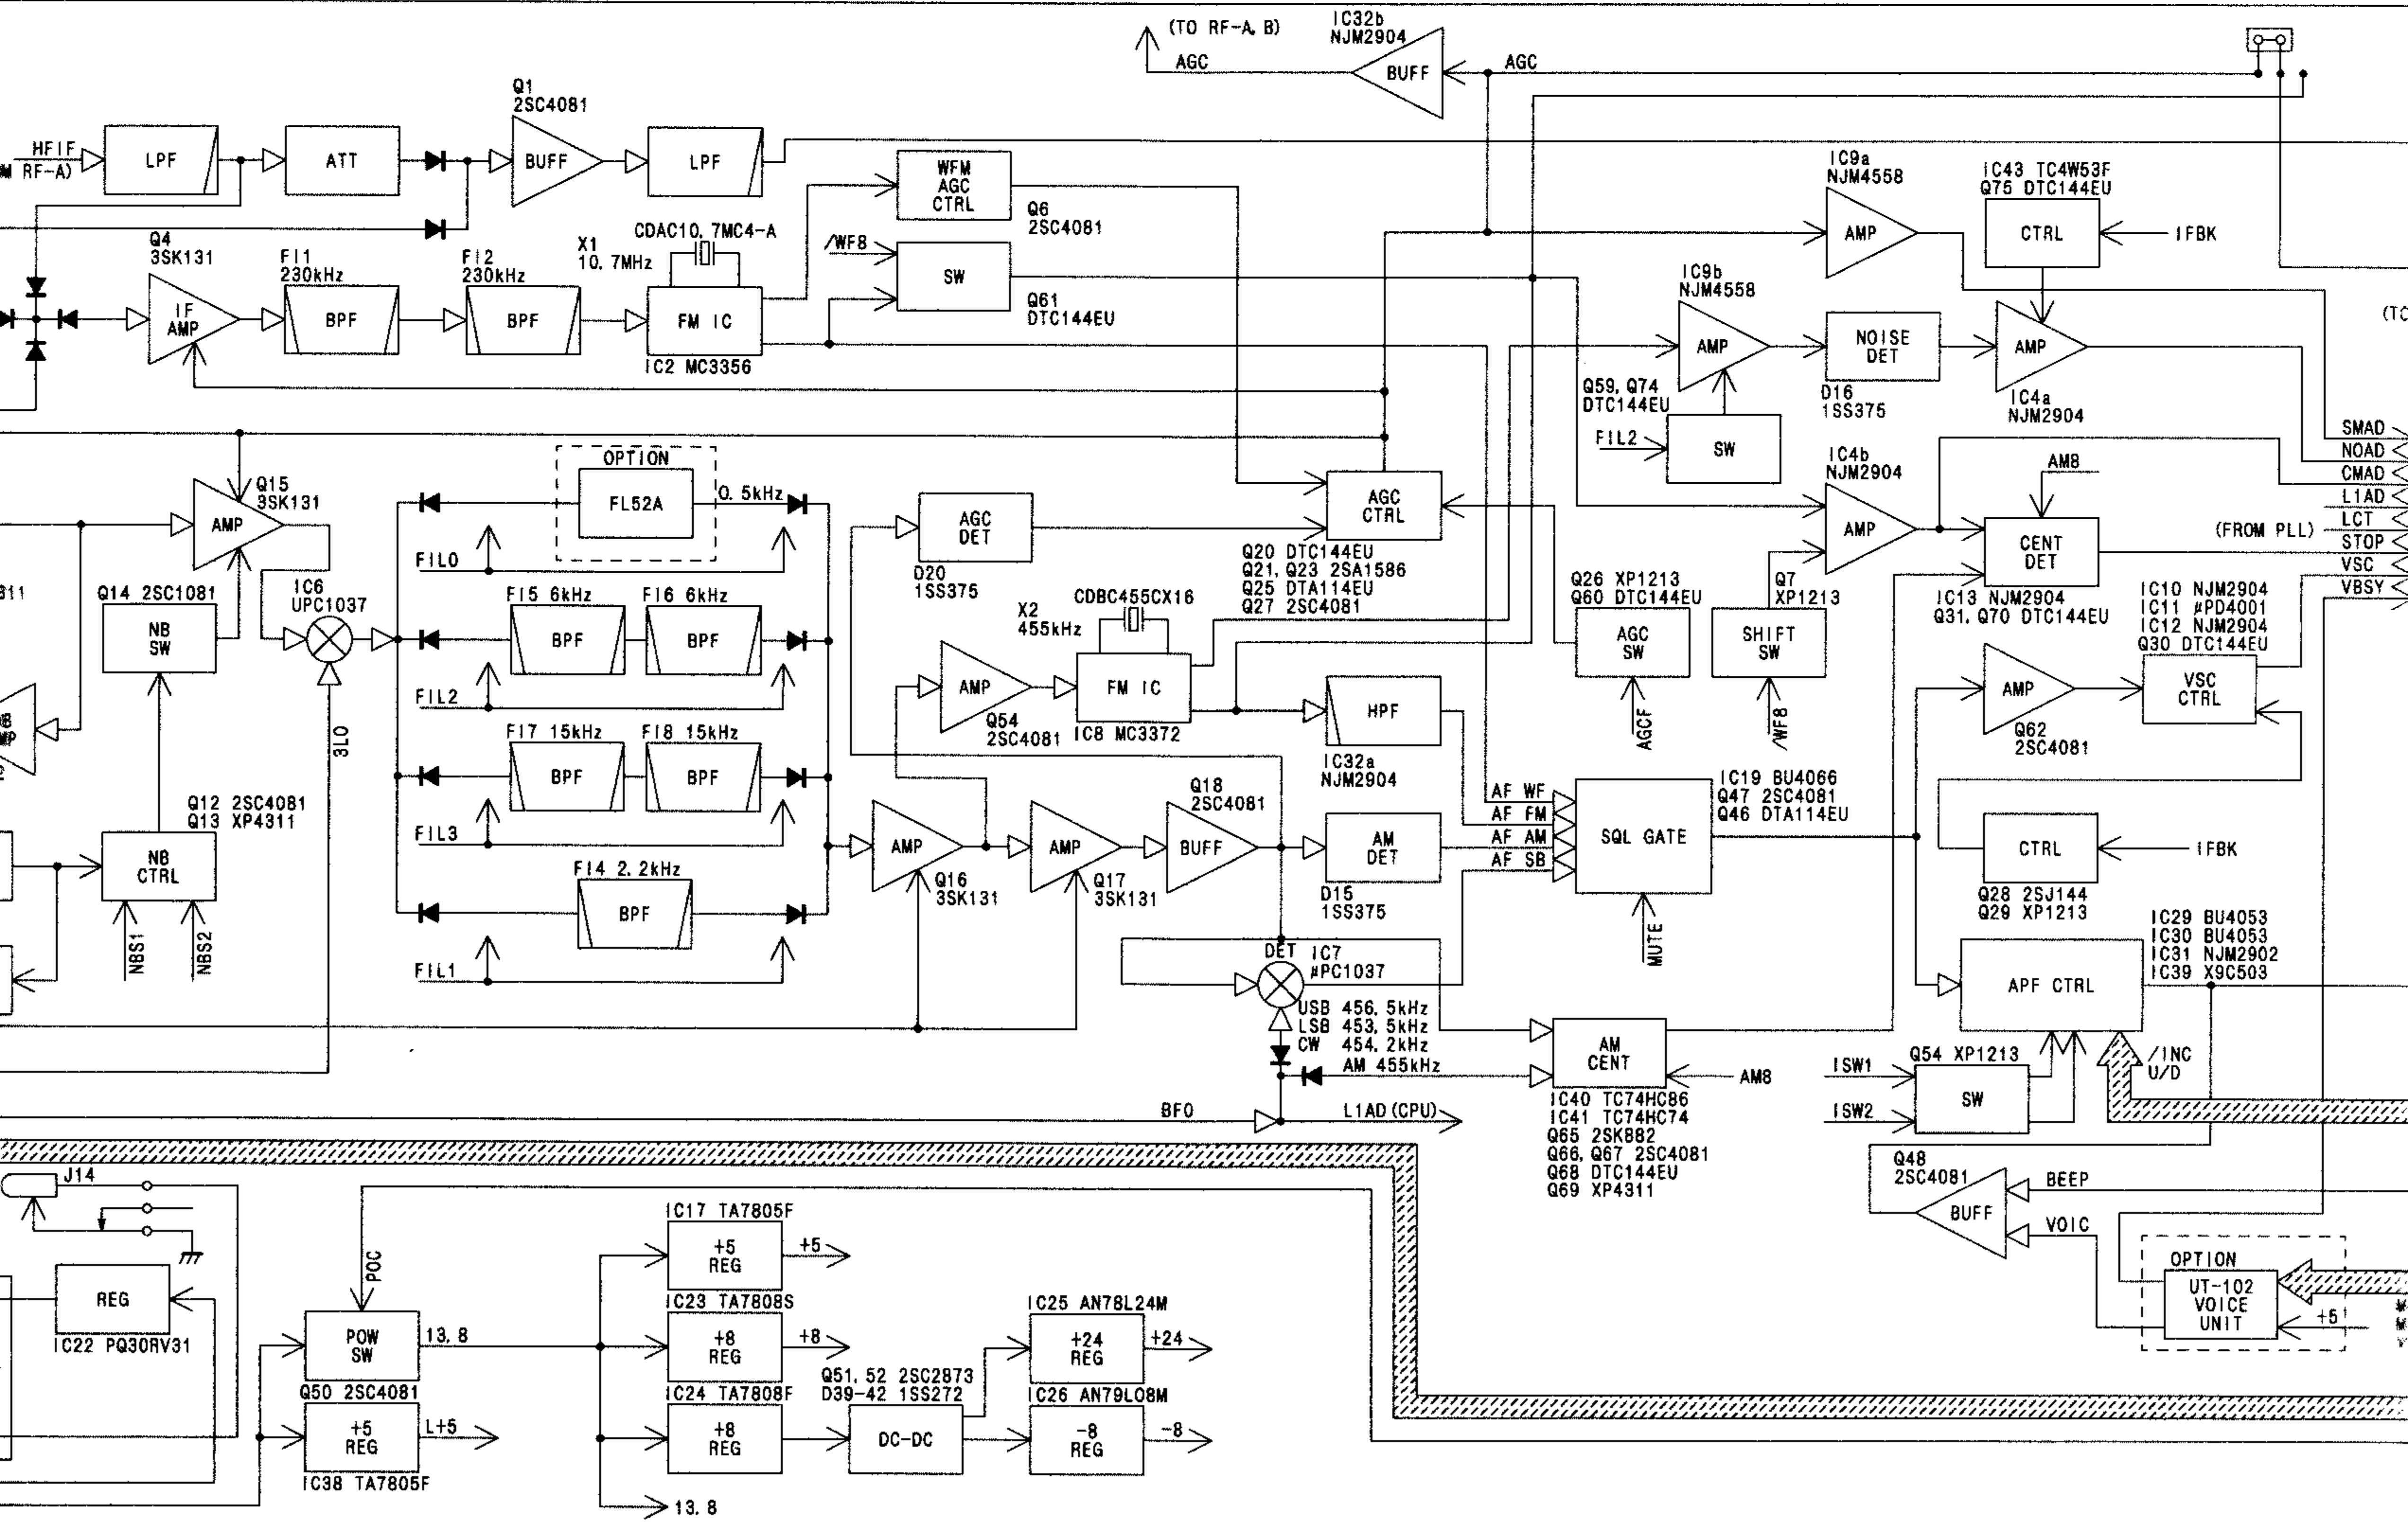 (TO RF-A, B)
AGC
IC32b
NJM2904
BUFF
AGC
Q1
2SC4081
HFIF
M RF-A)
LPF
ATT
BUFF
LPF
WFM
AGC
CTRL
Q6
2SC4081
IC9a
NJM4558
AMP
IC43 TC4W53F
Q75 DTC144EU
CTRL
IFBK
Q4
3SK131
IF
AMP
FI1
230kHz
BPF
FI2
230kHz
BPF
X1
10.7MHz
CDAC10.7MC4-A
FM IC
IC2 MC3356
/WF8
SW
Q61
DTC144EU
IC9b
NJM4558
AMP
NOISE
DET
D16
1SS375
AMP
IC4a
NJM2904
(TO
Q59, Q74
DTC144EU
FIL2
SW
SMAD
NOAD
CMAD
L1AD
LCT
STOP
VSC
VBSY
(FROM PLL)
Q15
3SK131
AMP
OPTION
FL52A
0.5kHz
FIL0
AGC
DET
D20
1SS375
AGC
CTRL
Q20 DTC144EU
Q21, Q23 2SA1586
Q25 DTA114EU
Q27 2SC4081
IC4b
NJM2904
AMP
AM8
CENT
DET
IC13 NJM2904
Q31, Q70 DTC144EU
311
Q14 2SC1081
NB
SW
IC6
UPC1037
3LO
FI5 6kHz
BPF
FI6 6kHz
BPF
FIL2
X2
455kHz
CDBC455CX16
AMP
Q54
2SC4081
FM IC
IC8 MC3372
HPF
IC32a
NJM2904
Q26 XP1213
Q60 DTC144EU
AGC
SW
AGCF
Q7
XP1213
SHIFT
SW
/WF8
IC10 NJM2904
IC11 μPD4001
IC12 NJM2904
Q30 DTC144EU
AMP
Q62
2SC4081
VSC
CTRL
FI7 15kHz
BPF
FI8 15kHz
BPF
FIL3
Q12 2SC4081
Q13 XP4311
NB
CTRL
NBS1
NBS2
FI4 2.2kHz
BPF
FIL1
AMP
Q16
3SK131
AMP
Q17
3SK131
Q18
2SC4081
BUFF
AM
DET
D15
1SS375
AF WF
AF FM
AF AM
AF SB
SQL GATE
IC19 BU4066
Q47 2SC4081
Q46 DTA114EU
MUTE
CTRL
IFBK
Q28 2SJ144
Q29 XP1213
IC29 BU4053
IC30 BU4053
IC31 NJM2902
IC39 X9C503
APF CTRL
DET
IC7
μPC1037
USB 456.5kHz
LSB 453.5kHz
CW 454.2kHz
AM 455kHz
AM
CENT
AM8
IC40 TC74HC86
IC41 TC74HC74
Q65 2SK882
Q66, Q67 2SC4081
Q68 DTC144EU
Q69 XP4311
Q54 XP1213
ISW1
ISW2
SW
/INC
U/D
BFO
L1AD(CPU)
Q48
2SC4081
BUFF
BEEP
VOIC
OPTION
UT-102
VOICE
UNIT
+5
J14
REG
IC22 PQ30RV31
POC
POW
SW
13.8
Q50 2SC4081
+5
REG
L+5
IC38 TA7805F
IC17 TA7805F
+5
REG
+5
IC23 TA7808S
+8
REG
+8
IC24 TA7808F
+8
REG
13.8
Q51, 52 2SC2873
D39-42 1SS272
DC-DC
IC25 AN78L24M
+24
REG
+24
IC26 AN79L08M
-8
REG
-8